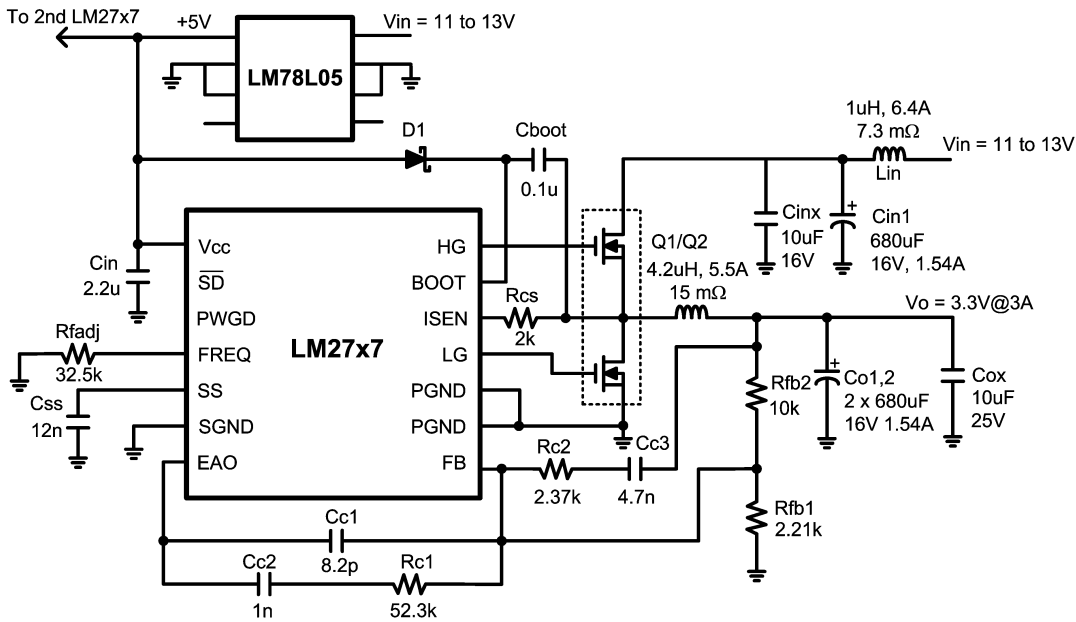 To 2nd LM27x7
+5V
Vin = 11 to 13V
LM78L05
D1
Cboot
0.1u
1uH, 6.4A
7.3 mΩ
Lin
Vin = 11 to 13V
Cinx
10uF
16V
+
Cin1
680uF
16V, 1.54A
Vcc
SD
PWGD
FREQ
SS
SGND
EAO
LM27x7
HG
BOOT
ISEN
LG
PGND
PGND
FB
Cin
2.2u
Rfadj
32.5k
Css
12n
Rcs
2k
Q1/Q2
4.2uH, 5.5A
15 mΩ
Vo = 3.3V@3A
Rfb2
10k
+
Co1,2
2 x 680uF
16V 1.54A
Cox
10uF
25V
Rc2
2.37k
Cc3
4.7n
Rfb1
2.21k
Cc1
8.2p
Cc2
1n
Rc1
52.3k